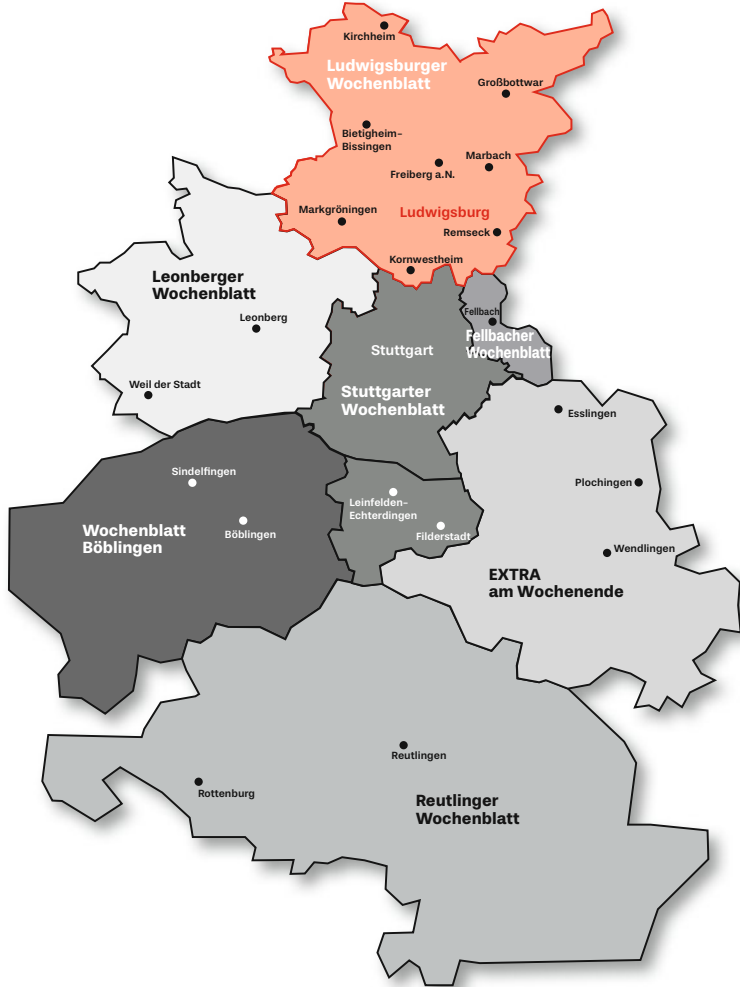 Kirchheim
Ludwigsburger
Wochenblatt
Großbottwar
Bietigheim-
Bissingen
Marbach
Freiberg a.N.
Markgröningen
Ludwigsburg
Remseck
Kornwestheim
Leonberger
Wochenblatt
Leonberg
Fellbach
Fellbacher
Wochenblatt
Stuttgart
Weil der Stadt
Stuttgarter
Wochenblatt
Esslingen
Sindelfingen
Plochingen
Leinfelden-
Echterdingen
Wochenblatt
Böblingen
Böblingen
Filderstadt
Wendlingen
EXTRA
am Wochenende
Reutlingen
Rottenburg
Reutlinger
Wochenblatt